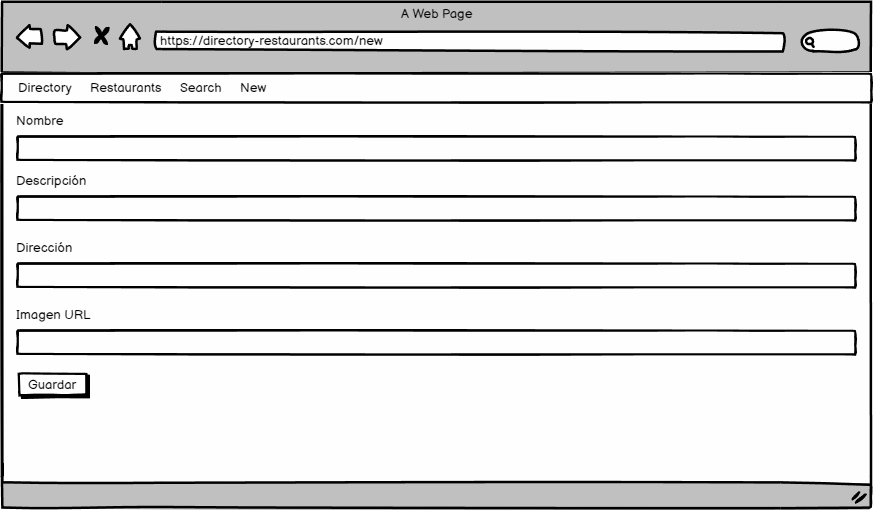 A Web Page
https://directory-restaurants.com/new
Directory Restaurants Search New
Nombre
Descripción
Dirección
Imagen URL
Guardar